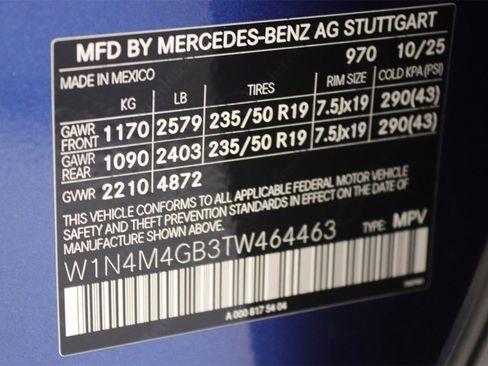 MFD BY MERCEDES-BENZ AG STUTTGART
970 10/25
MADE IN MEXICO
KG LB TIRES RIM SIZE COLD KPA (PSI)
GAWR FRONT 1170 2579 235/50 R19 7.5Jx19 290(43)
GAWR REAR 1090 2403 235/50 R19 7.5Jx19 290(43)
GVWR 2210 4872
THIS VEHICLE CONFORMS TO ALL APPLICABLE FEDERAL MOTOR VEHICLE
SAFETY AND THEFT PREVENTION STANDARDS IN EFFECT ON THE DATE OF
MANUFACTURE SHOWN ABOVE.
W1N4M4GB3TW464463 TYPE: MPV
A 000 817 54 04